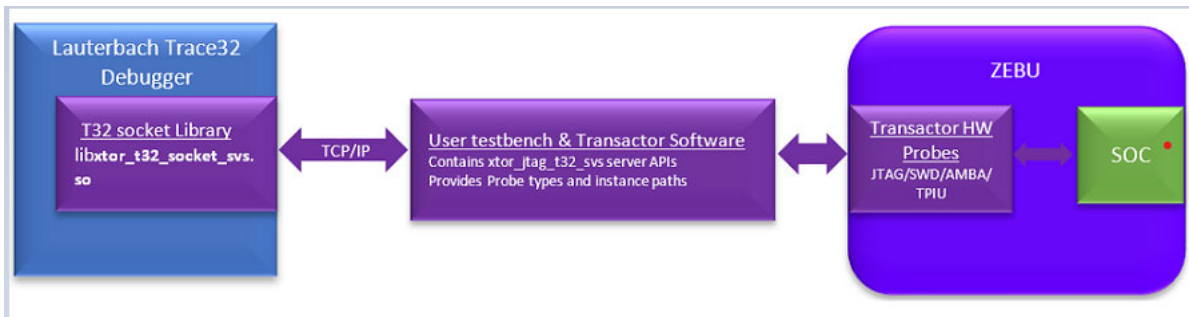 Lauterbach Trace32
Debugger
T32 socket Library
libxtor_t32_socket_svs.
so
TCP/IP
User testbench & Transactor Software
Contains xtor_jtag_t32_svs server APIs
Provides Probe types and instance paths
ZEBU
Transactor HW
Probes
JTAG/SWD/AMBA/
TPIU
SOC